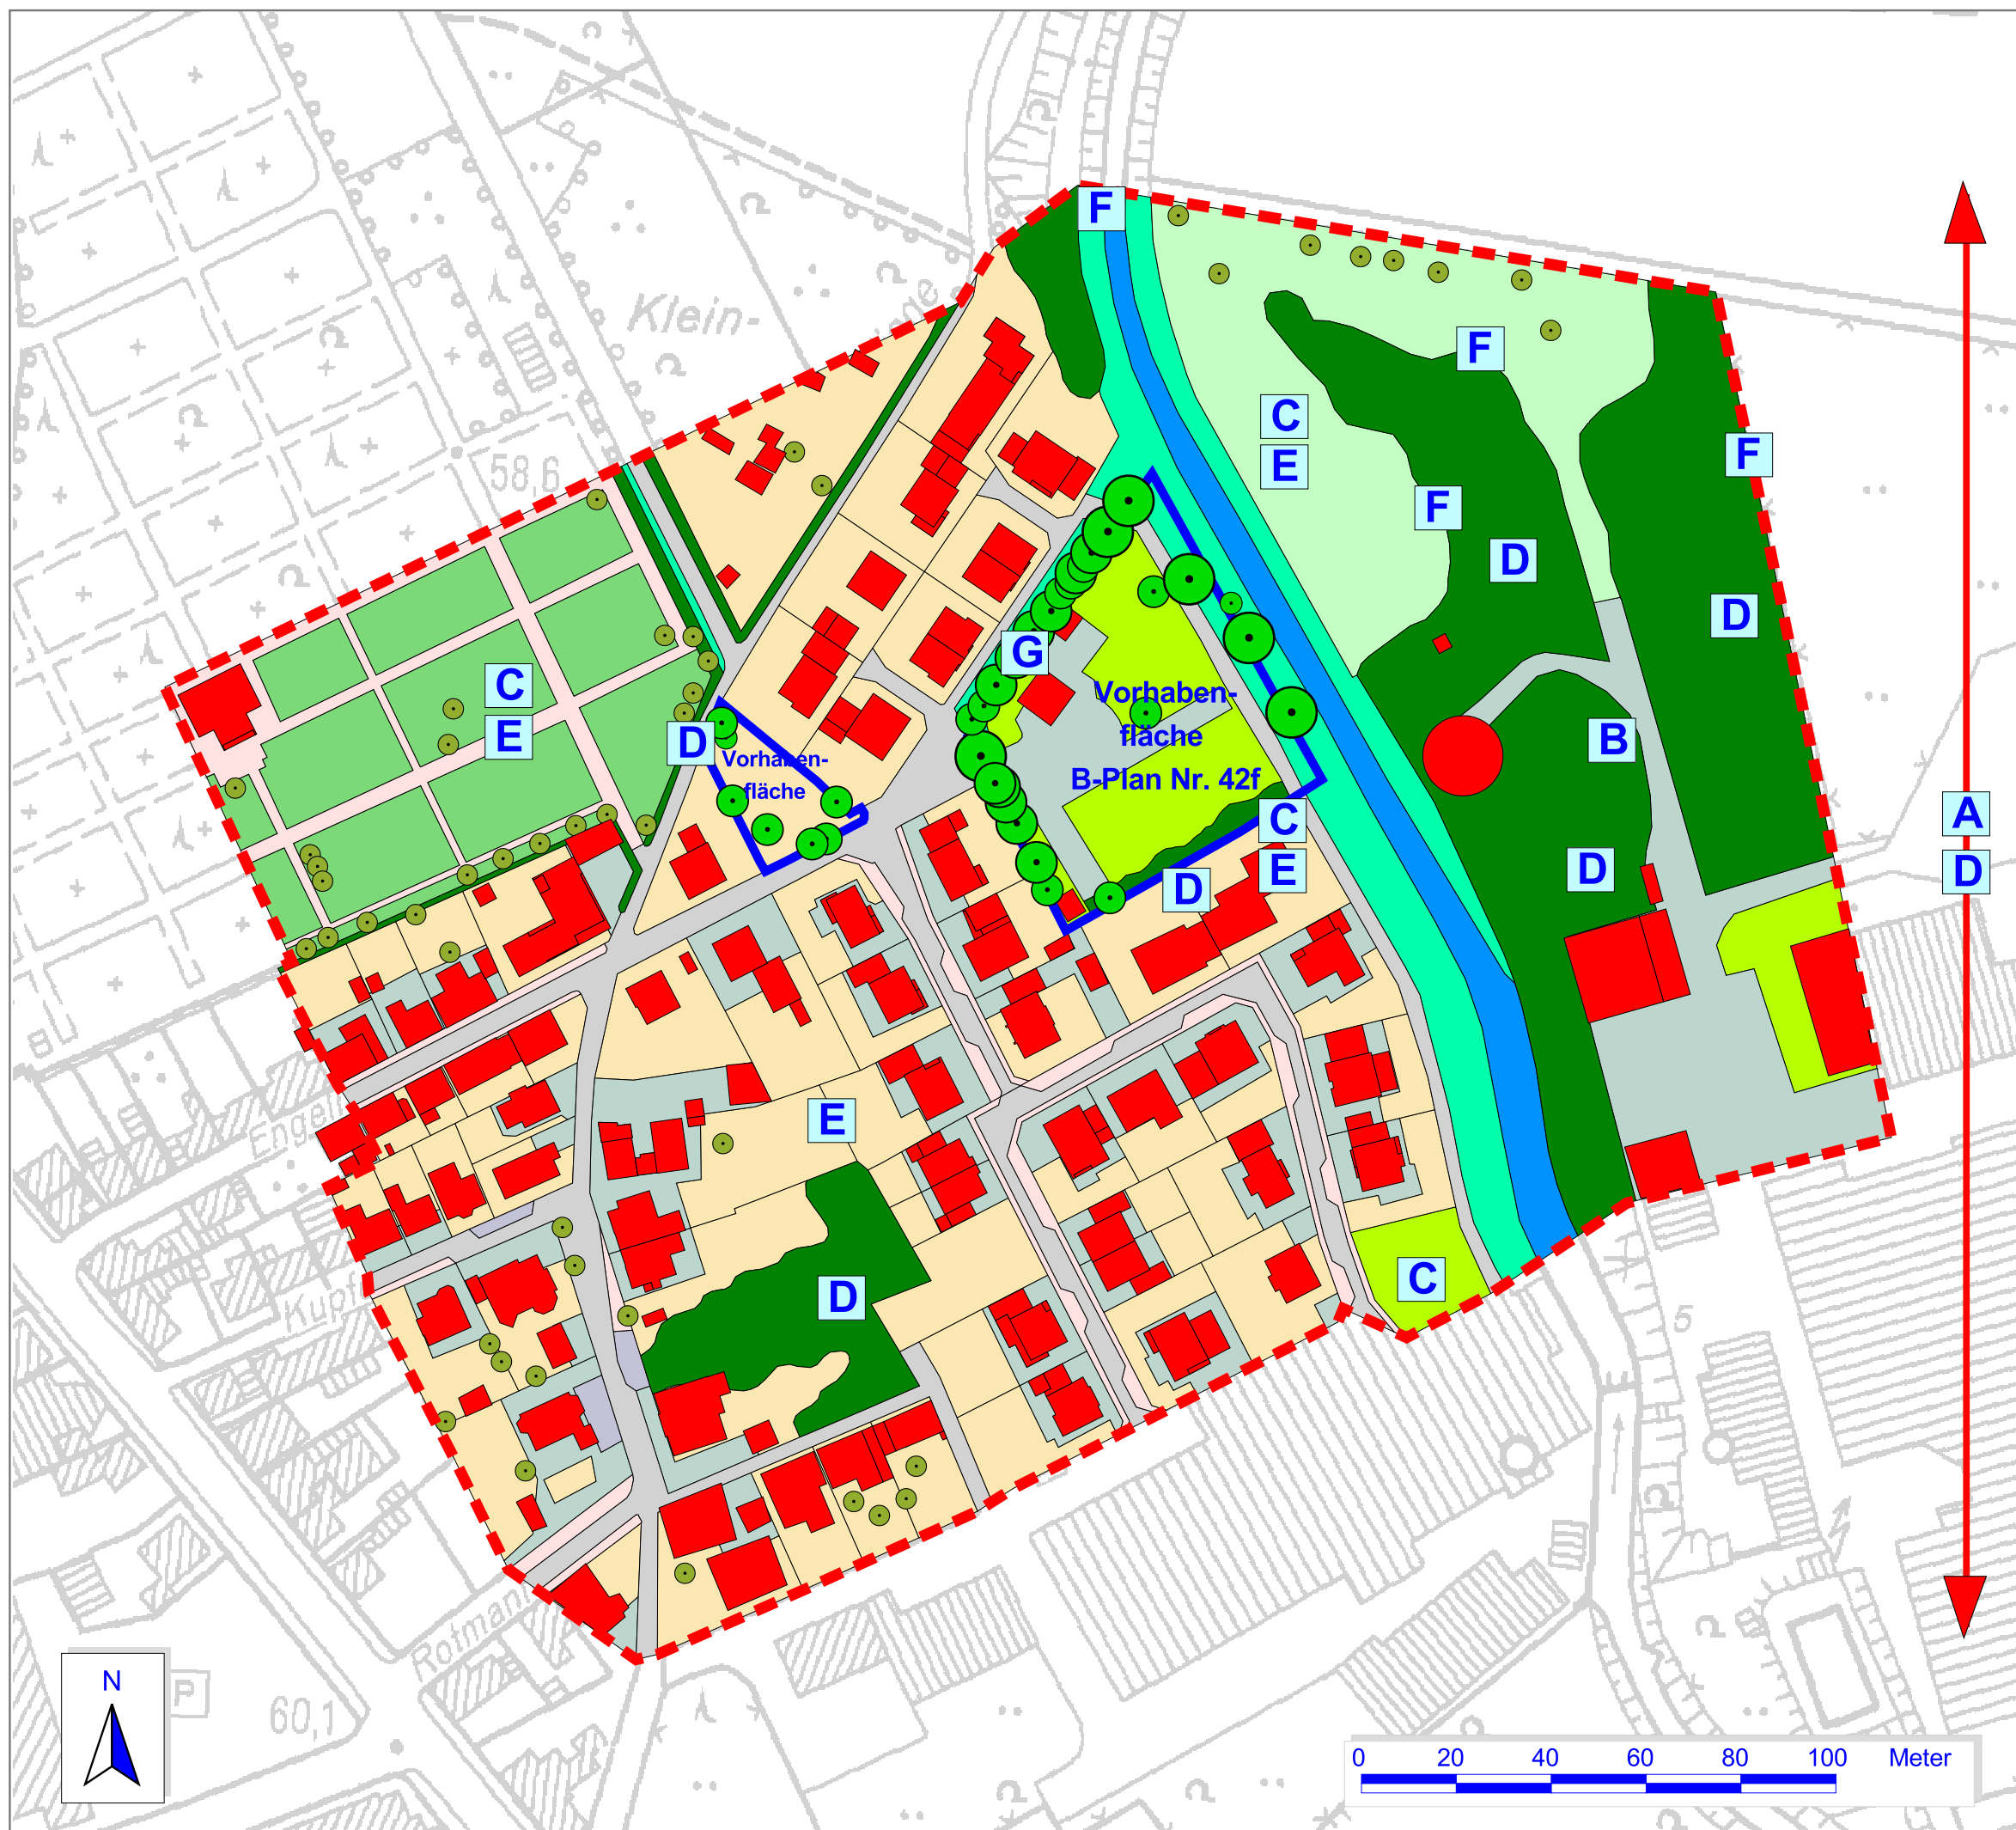 F
Klein-
58,6
F
C
E
F
F
D
D
G
C
E
D
Vorhaben-
fläche
Vorhaben-
fläche
B-Plan Nr. 42f
B
A
D
C
E
D
D
E
D
C
5
N
P
60,1
0 20 40 60 80 100 Meter